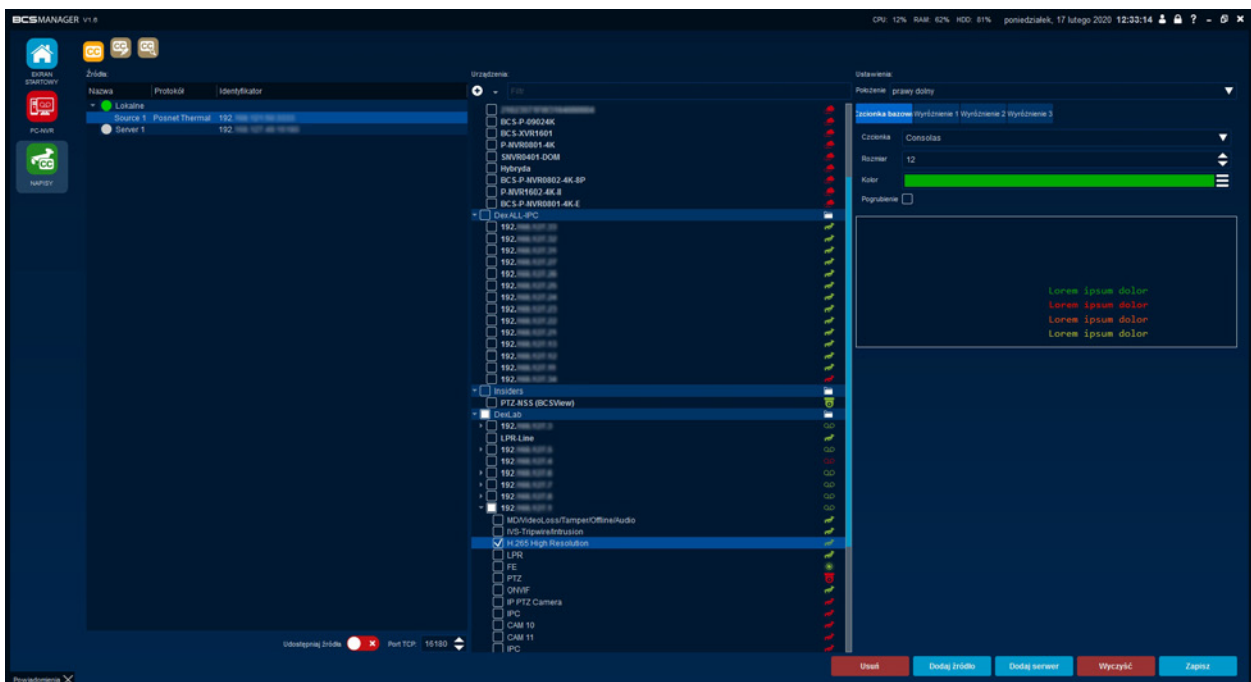 BCSMANAGER V1.6
CPU: 12% RAM: 62% HDD: 81% poniedziałek, 17 lutego 2020 12:33:14 ?
EKRAN STARTOWY
PC-NVR
CC
NAPISY
CC CC CC
Źródła:
Nazwa Protokół Identyfikator
Lokalne
Source 1 Posnet Thermal 192.
Server 1 192.
Udostępniaj źródła Port TCP: 16180
Urządzenia:
Filtr
BCS-P-09024K
BCS-XVR1601
P-NVR0801-4K
SNVR0401-DOM
Hybryda
BCS-P-NVR0802-4K-8P
P-NVR1602-4K-II
BCS-P-NVR0801-4K-E
DexALL-IPC
192.
192.
192.
192.
192.
192.
192.
192.
192.
192.
192.
192.
192.
192.
Insiders
PTZ-NSS (BCSView)
DexLab
192.
LPR-Line
192
192
192
192
192
192
MD/VideoLoss/Tamper/Offline/Audio
IVS-Tripwire/Intrusion
H.265 High Resolution
LPR
FE
PTZ
ONVIF
IP PTZ Camera
IPC
CAM 10
CAM 11
IPC
Ustawienia:
Położenie prawy dolny
Czcionka bazowa Wyróżnienie 1 Wyróżnienie 2 Wyróżnienie 3
Czcionka Consolas
Rozmiar 12
Kolor
Pogrubienie
Lorem ipsum dolor
Lorem ipsum dolor
Lorem ipsum dolor
Lorem ipsum dolor
Usuń Dodaj źródło Dodaj serwer Wyczyść Zapisz
Powiadomienia